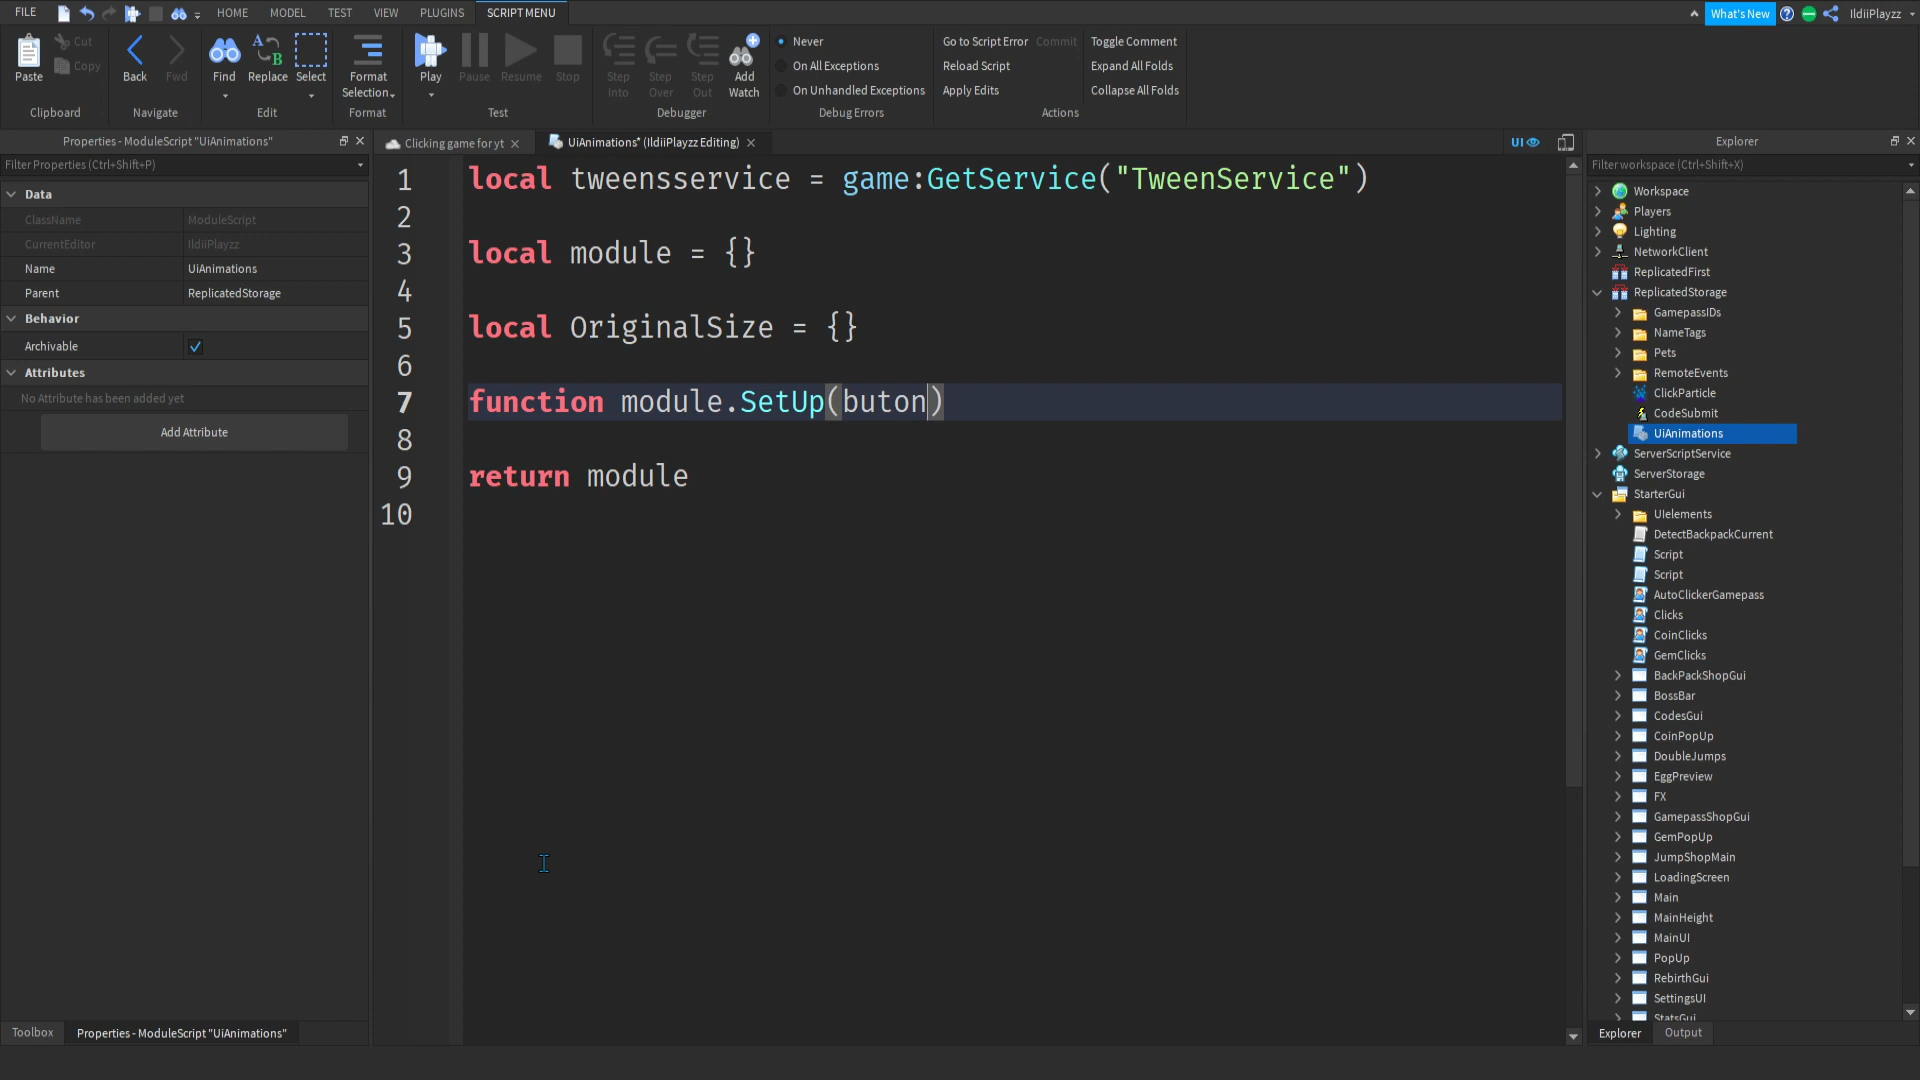 FILE HOME MODEL TEST VIEW PLUGINS SCRIPT MENU What's New IldiiPlayzz
Paste Cut Copy Back Fwd Find Replace Select Format Selection Play Pause Resume Stop Step Into Step Over Step Out Add Watch
Never Go to Script Error Commit Toggle Comment
On All Exceptions Reload Script Expand All Folds
On Unhandled Exceptions Apply Edits Collapse All Folds
Clipboard Navigate Edit Format Test Debugger Debug Errors Actions
Properties - ModuleScript "UiAnimations"
Filter Properties (Ctrl+Shift+P)
Data
ClassName ModuleScript
CurrentEditor IldiiPlayzz
Name UiAnimations
Parent ReplicatedStorage
Behavior
Archivable
Attributes
No Attribute has been added yet
Add Attribute
Toolbox Properties - ModuleScript "UiAnimations"
Clicking game for yt UiAnimations* (IldiiPlayzz Editing) UI
1 local tweensservice = game:GetService("TweenService")
2
3 local module = {}
4
5 local OriginalSize = {}
6
7 function module.SetUp(buton)
8
9 return module
10
Explorer
Filter workspace (Ctrl+Shift+X)
Workspace
Players
Lighting
NetworkClient
ReplicatedFirst
ReplicatedStorage
GamepassIDs
NameTags
Pets
RemoteEvents
ClickParticle
CodeSubmit
UiAnimations
ServerScriptService
ServerStorage
StarterGui
UIelements
DetectBackpackCurrent
Script
Script
AutoClickerGamepass
Clicks
CoinClicks
GemClicks
BackPackShopGui
BossBar
CodesGui
CoinPopUp
DoubleJumps
EggPreview
FX
GamepassShopGui
GemPopUp
JumpShopMain
LoadingScreen
Main
MainHeight
MainUI
PopUp
RebirthGui
SettingsUI
StatsGui
Explorer Output